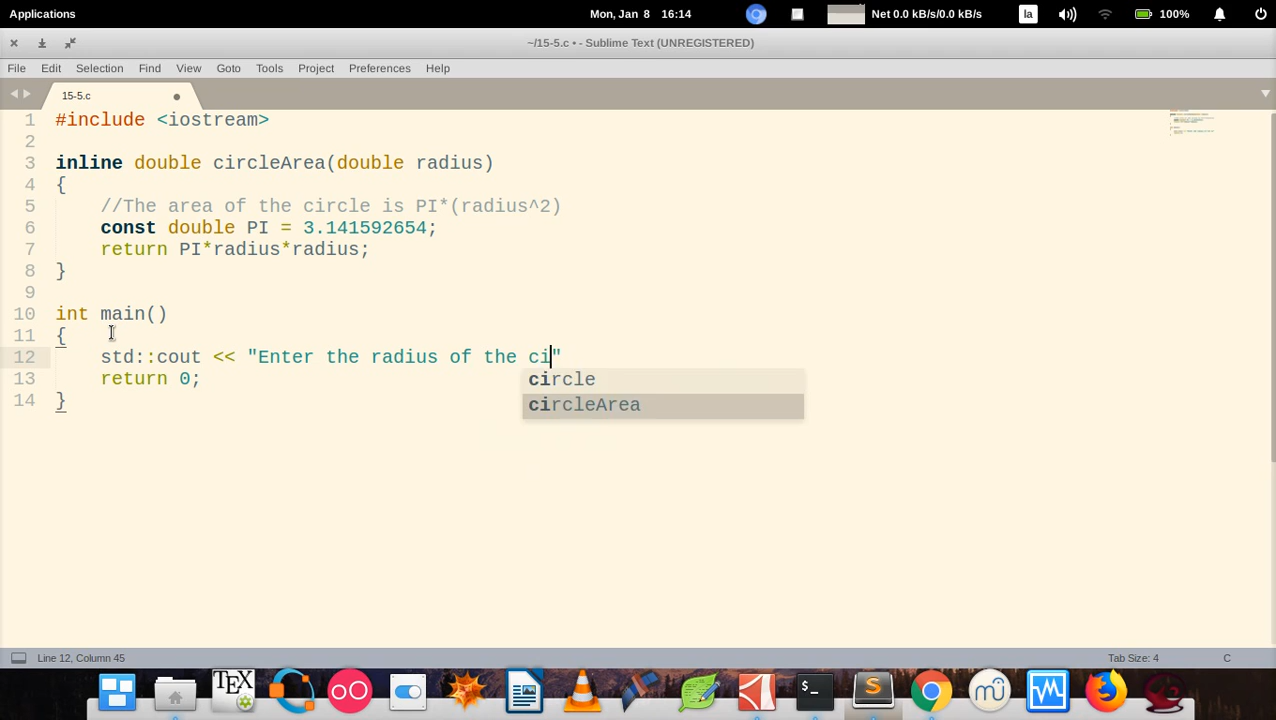 Applications
Mon, Jan 8 16:14
Net 0.0 kB/s/0.0 kB/s
la
100%
~/15-5.c • - Sublime Text (UNREGISTERED)
File Edit Selection Find View Goto Tools Project Preferences Help
15-5.c
1 #include <iostream>
2
3 inline double circleArea(double radius)
4 {
5 //The area of the circle is PI*(radius^2)
6 const double PI = 3.141592654;
7 return PI*radius*radius;
8 }
9
10 int main()
11 {
12 std::cout << "Enter the radius of the ci"
13 return 0;
14 }
circle
circleArea
Line 12, Column 45
Tab Size: 4
C
TEX
>_
S
mü